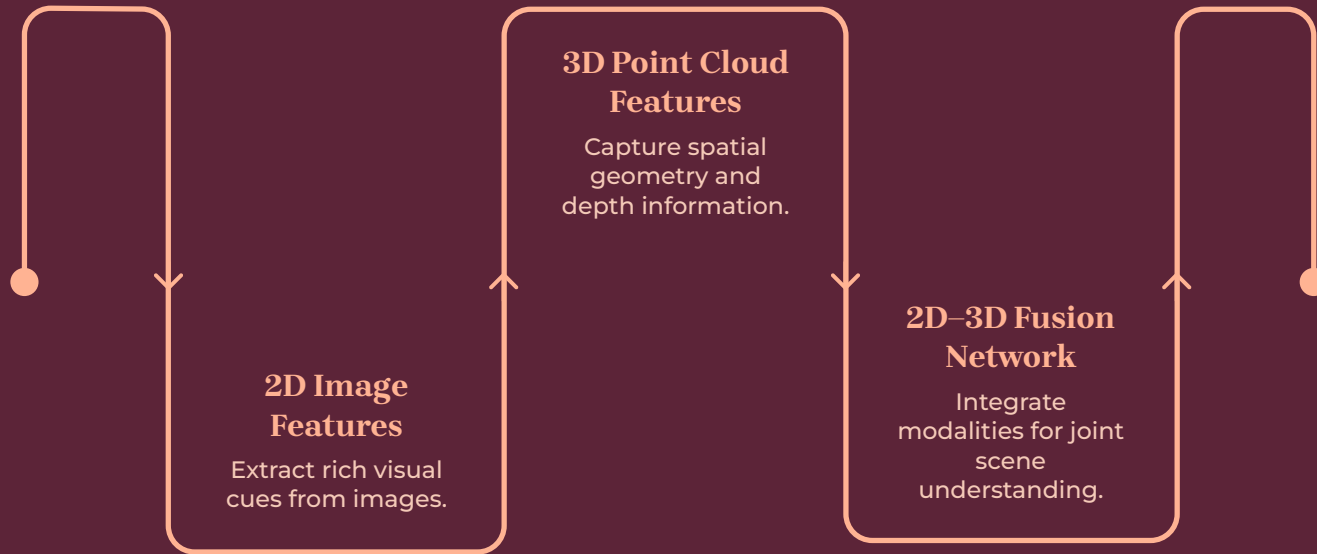 2D Image
Features
Extract rich visual
cues from images.
3D Point Cloud
Features
Capture spatial
geometry and
depth information.
2D–3D Fusion
Network
Integrate
modalities for joint
scene
understanding.